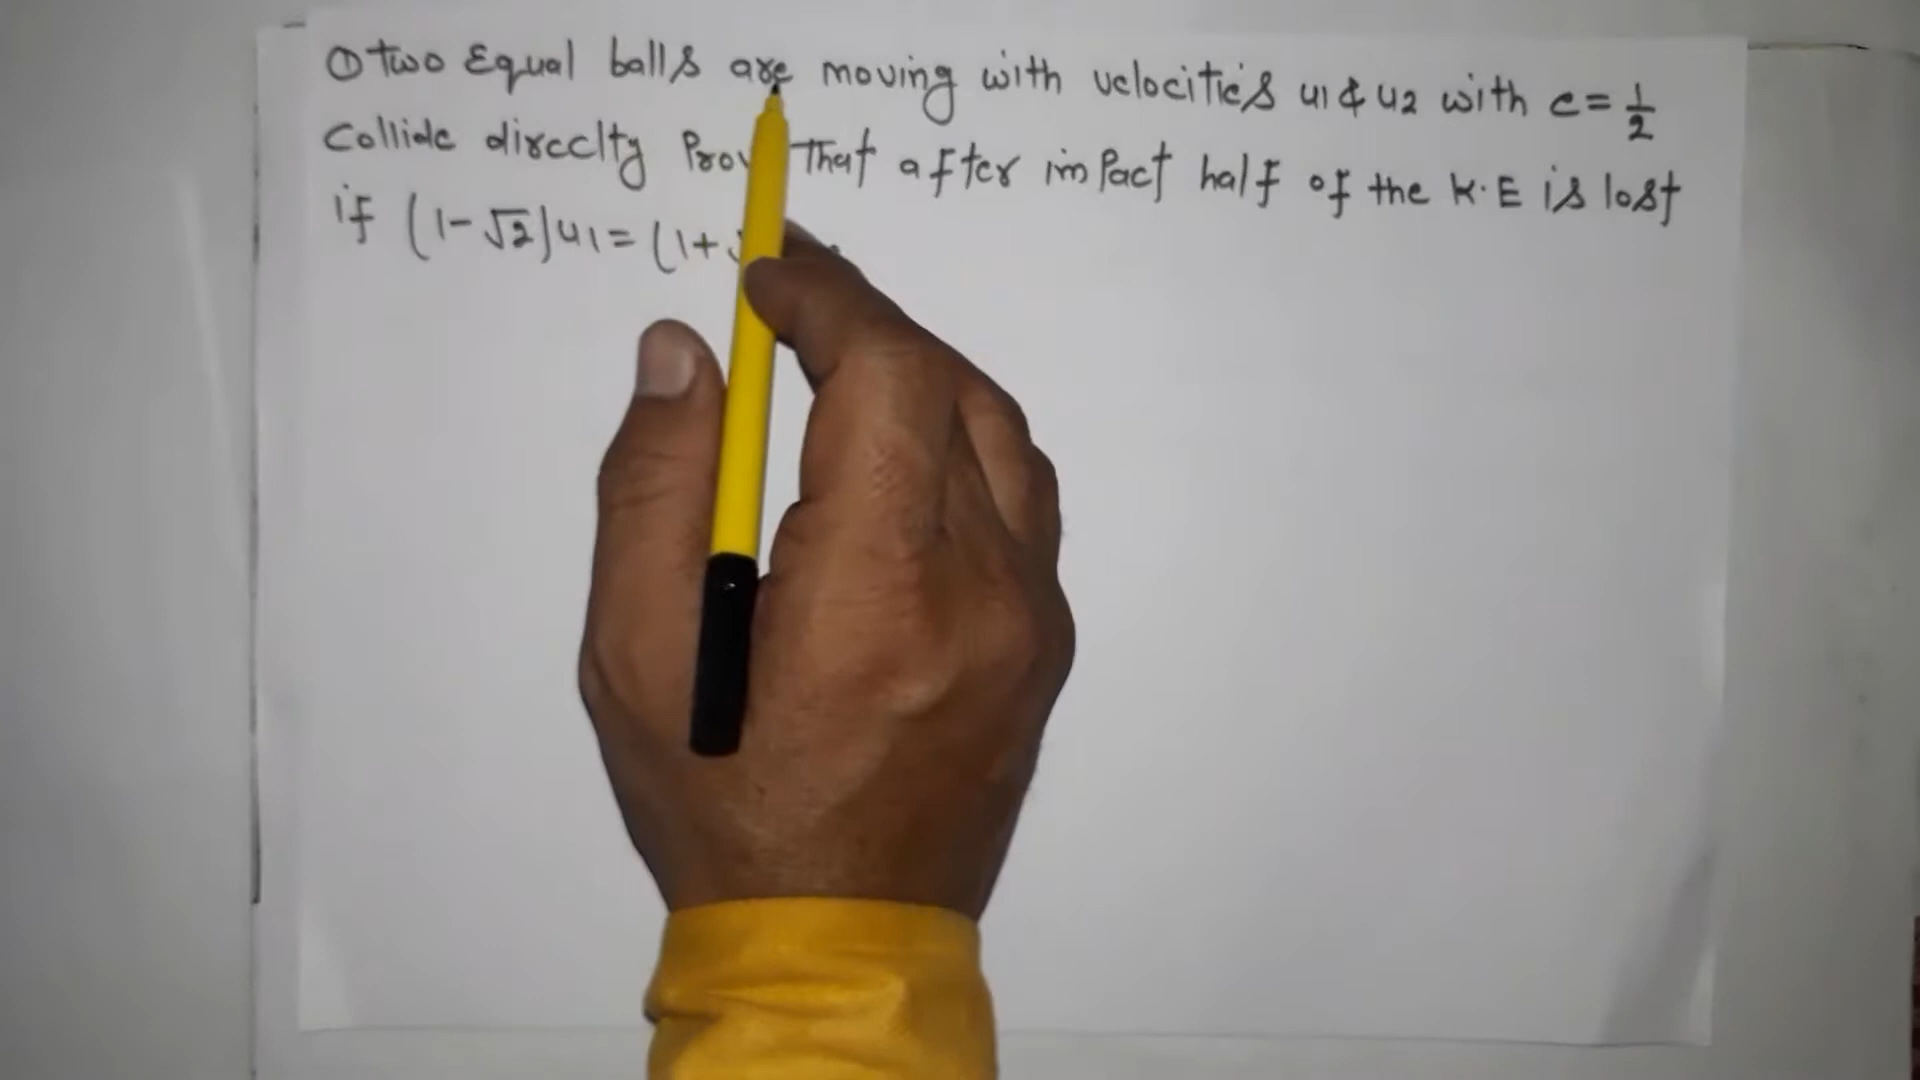 ① two Equal balls are moving with velocities u1 & u2 with e = 1/2
Collide direclty That after impact half of the K.E is lost
if (1-√2)u1 = (1+